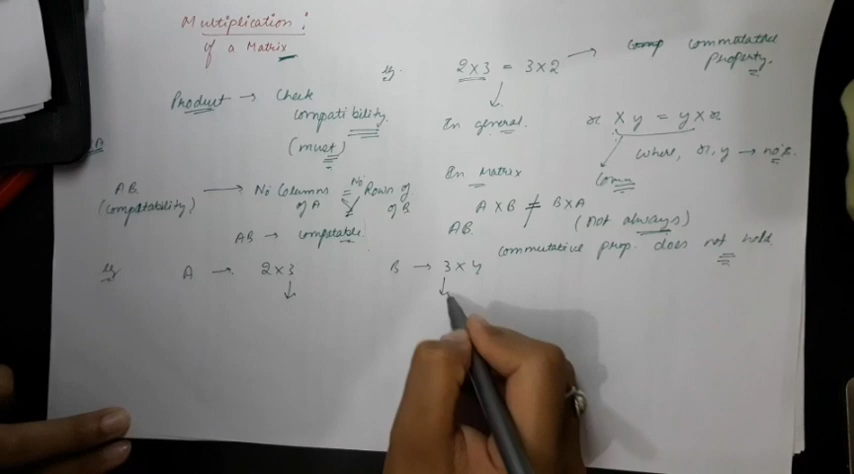 Multiplication :
of a Matrix
Product → Check
compatibility
(must)
AB → No Columns = No Rows of
(compatability) of A of B
AB → compatable
eg A → 2 × 3 B → 3 × 4
eg. 2 × 3 = 3 × 2 → commutative
Property.
In general. x × y = y × x
where, x, y → no's.
Comm
In Matrix
A × B ≠ B × A
AB. (Not always)
commutative prop. does not hold